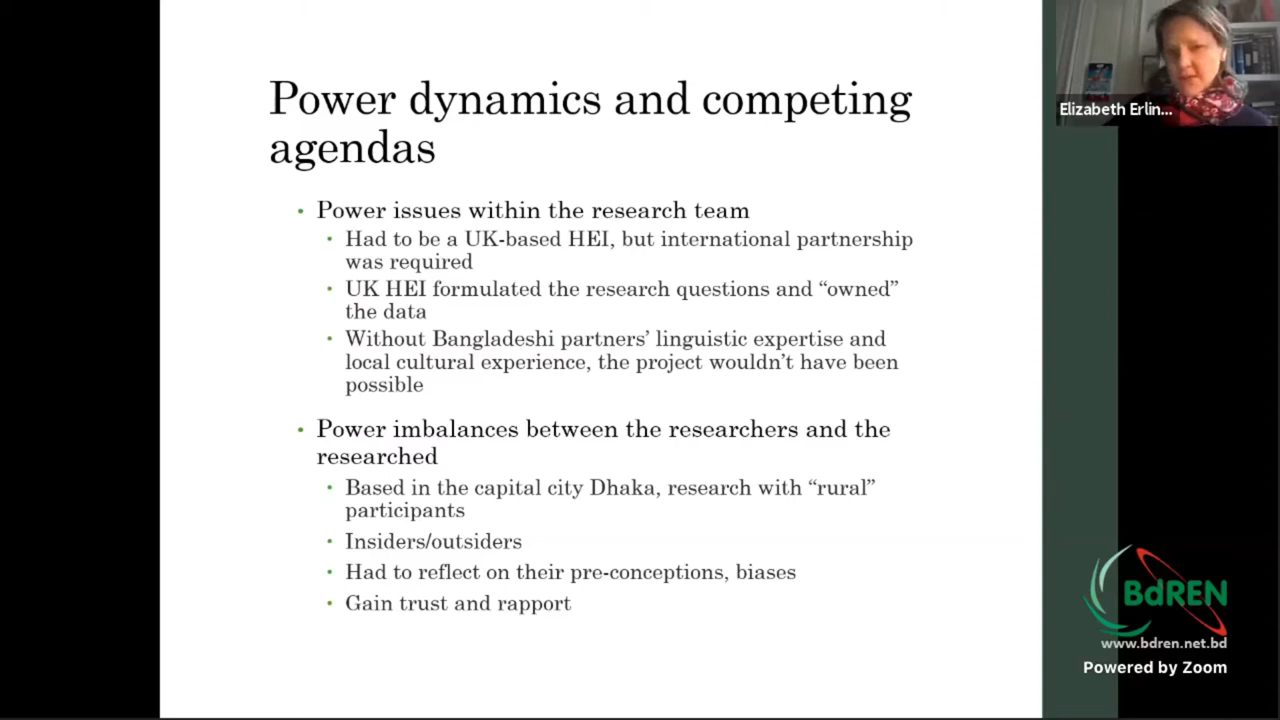 Power dynamics and competing
agendas
• Power issues within the research team
• Had to be a UK-based HEI, but international partnership
was required
• UK HEI formulated the research questions and “owned”
the data
• Without Bangladeshi partners’ linguistic expertise and
local cultural experience, the project wouldn’t have been
possible
• Power imbalances between the researchers and the
researched
• Based in the capital city Dhaka, research with “rural”
participants
• Insiders/outsiders
• Had to reflect on their pre-conceptions, biases
• Gain trust and rapport
Elizabeth Erlin...
BdREN
www.bdren.net.bd
Powered by Zoom